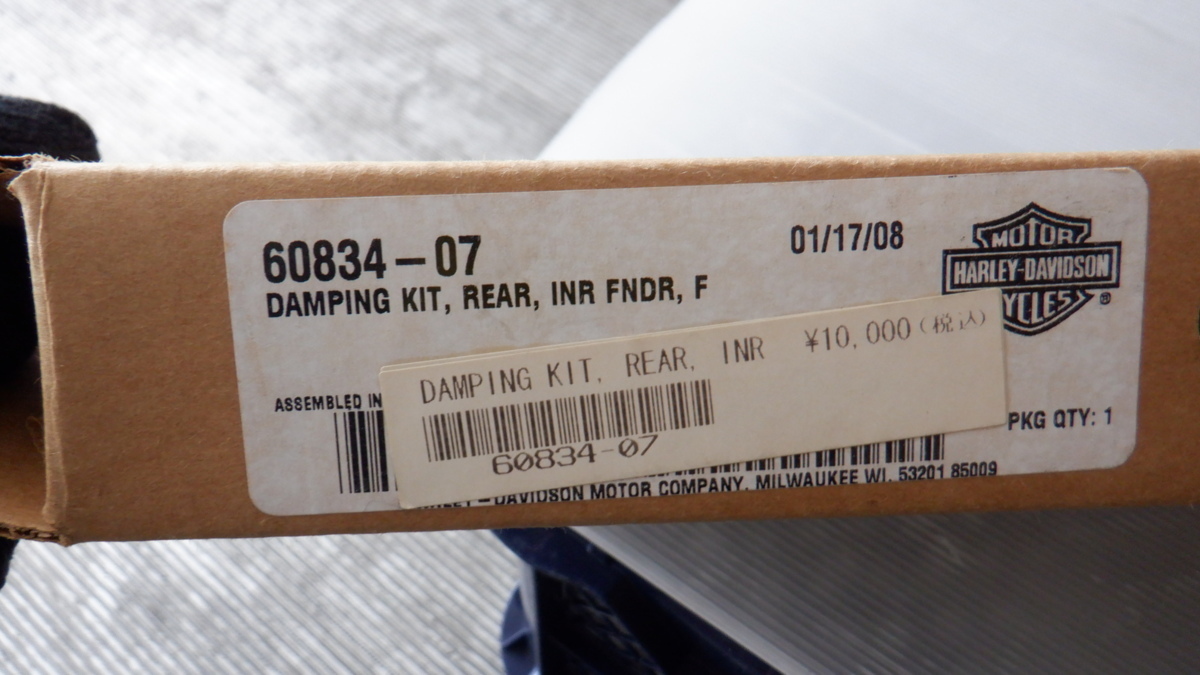 60834-07
01/17/08
DAMPING KIT, REAR, INR FNDR, F
MOTOR
HARLEY-DAVIDSON
YCLES
®
DAMPING KIT, REAR, INR ¥10,000(税込)
60834-07
ASSEMBLED IN
PKG QTY: 1
-DAVIDSON MOTOR COMPANY, MILWAUKEE WI. 53201 85009